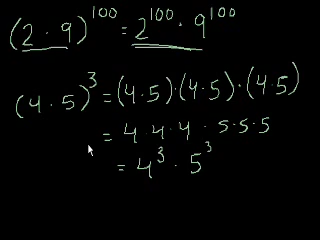 (2 · 9)^100 = 2^100 · 9^100
(4 · 5)^3 = (4·5)·(4·5)·(4·5)
= 4·4·4 · 5·5·5
= 4^3 · 5^3